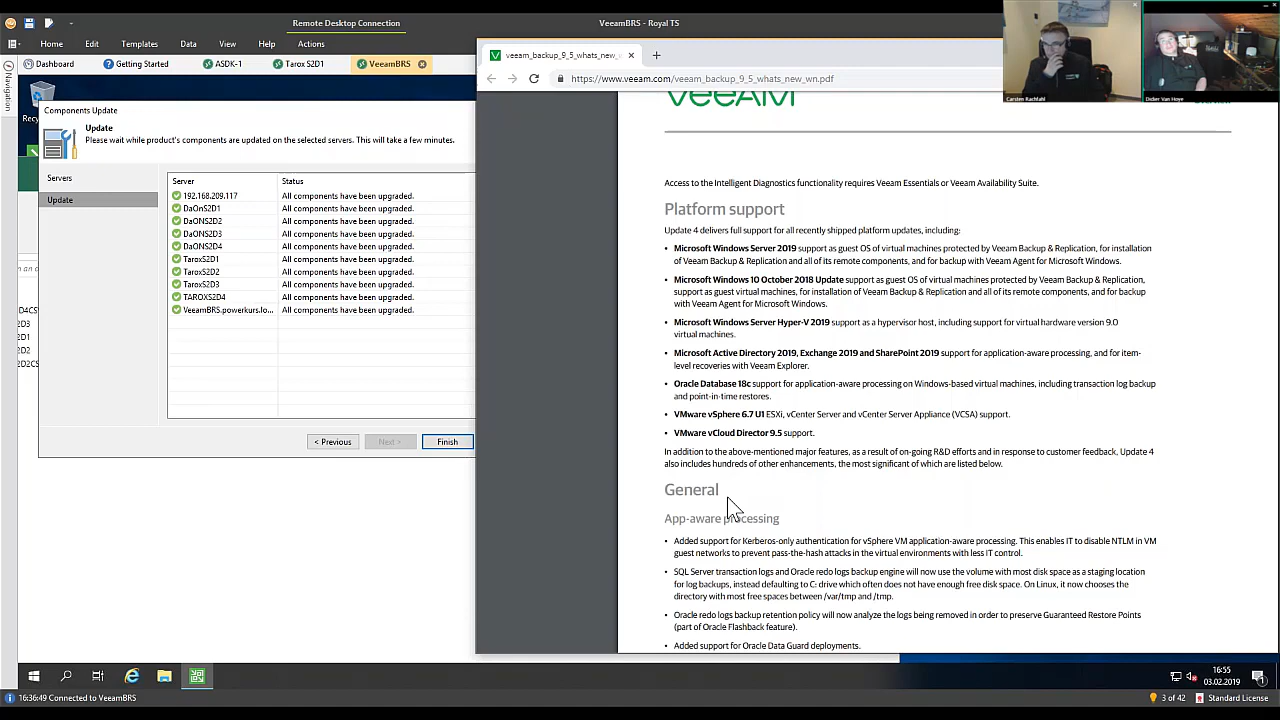 Remote Desktop Connection
VeeamBRS - Royal TS
Home Edit Templates Data View Help Actions
Dashboard Getting Started ASDK-1 Tarox S2D1 VeeamBRS
Navigation
Components Update
Update
Please wait while product's components are updated on the selected servers. This will take a few minutes.
Servers
Update
Server Status
192.168.209.117 All components have been upgraded.
DaOnS2D1 All components have been upgraded.
DaONS2D2 All components have been upgraded.
DaONS2D3 All components have been upgraded.
DaONS2D4 All components have been upgraded.
TaroxS2D1 All components have been upgraded.
TaroxS2D2 All components have been upgraded.
TaroxS2D3 All components have been upgraded.
TAROXS2D4 All components have been upgraded.
VeeamBRS.powerkurs.lo... All components have been upgraded.
< Previous Next > Finish
veeam_backup_9_5_whats_new_
https://www.veeam.com/veeam_backup_9_5_whats_new_wn.pdf
Carsten Rachfahl
Didier Van Hoye
VEEAM
Access to the Intelligent Diagnostics functionality requires Veeam Essentials or Veeam Availability Suite.
Platform support
Update 4 delivers full support for all recently shipped platform updates, including:
• Microsoft Windows Server 2019 support as guest OS of virtual machines protected by Veeam Backup & Replication, for installation
of Veeam Backup & Replication and all of its remote components, and for backup with Veeam Agent for Microsoft Windows.
• Microsoft Windows 10 October 2018 Update support as guest OS of virtual machines protected by Veeam Backup & Replication,
support as guest virtual machines, for installation of Veeam Backup & Replication and all of its remote components, and for backup
with Veeam Agent for Microsoft Windows.
• Microsoft Windows Server Hyper-V 2019 support as a hypervisor host, including support for virtual hardware version 9.0
virtual machines.
• Microsoft Active Directory 2019, Exchange 2019 and SharePoint 2019 support for application-aware processing, and for item-
level recoveries with Veeam Explorer.
• Oracle Database 18c support for application-aware processing on Windows-based virtual machines, including transaction log backup
and point-in-time restores.
• VMware vSphere 6.7 U1 ESXi, vCenter Server and vCenter Server Appliance (VCSA) support.
• VMware vCloud Director 9.5 support.
In addition to the above-mentioned major features, as a result of on-going R&D efforts and in response to customer feedback, Update 4
also includes hundreds of other enhancements, the most significant of which are listed below.
General
App-aware processing
• Added support for Kerberos-only authentication for vSphere VM application-aware processing. This enables IT to disable NTLM in VM
guest networks to prevent pass-the-hash attacks in the virtual environments with less IT control.
• SQL Server transaction logs and Oracle redo logs backup engine will now use the volume with most disk space as a staging location
for log backups, instead defaulting to C: drive which often does not have enough free disk space. On Linux, it now chooses the
directory with most free spaces between /var/tmp and /tmp.
• Oracle redo logs backup retention policy will now analyze the logs being removed in order to preserve Guaranteed Restore Points
(part of Oracle Flashback feature).
• Added support for Oracle Data Guard deployments.
16:55
03.02.2019
16:36:49 Connected to VeeamBRS
3 of 42 Standard License